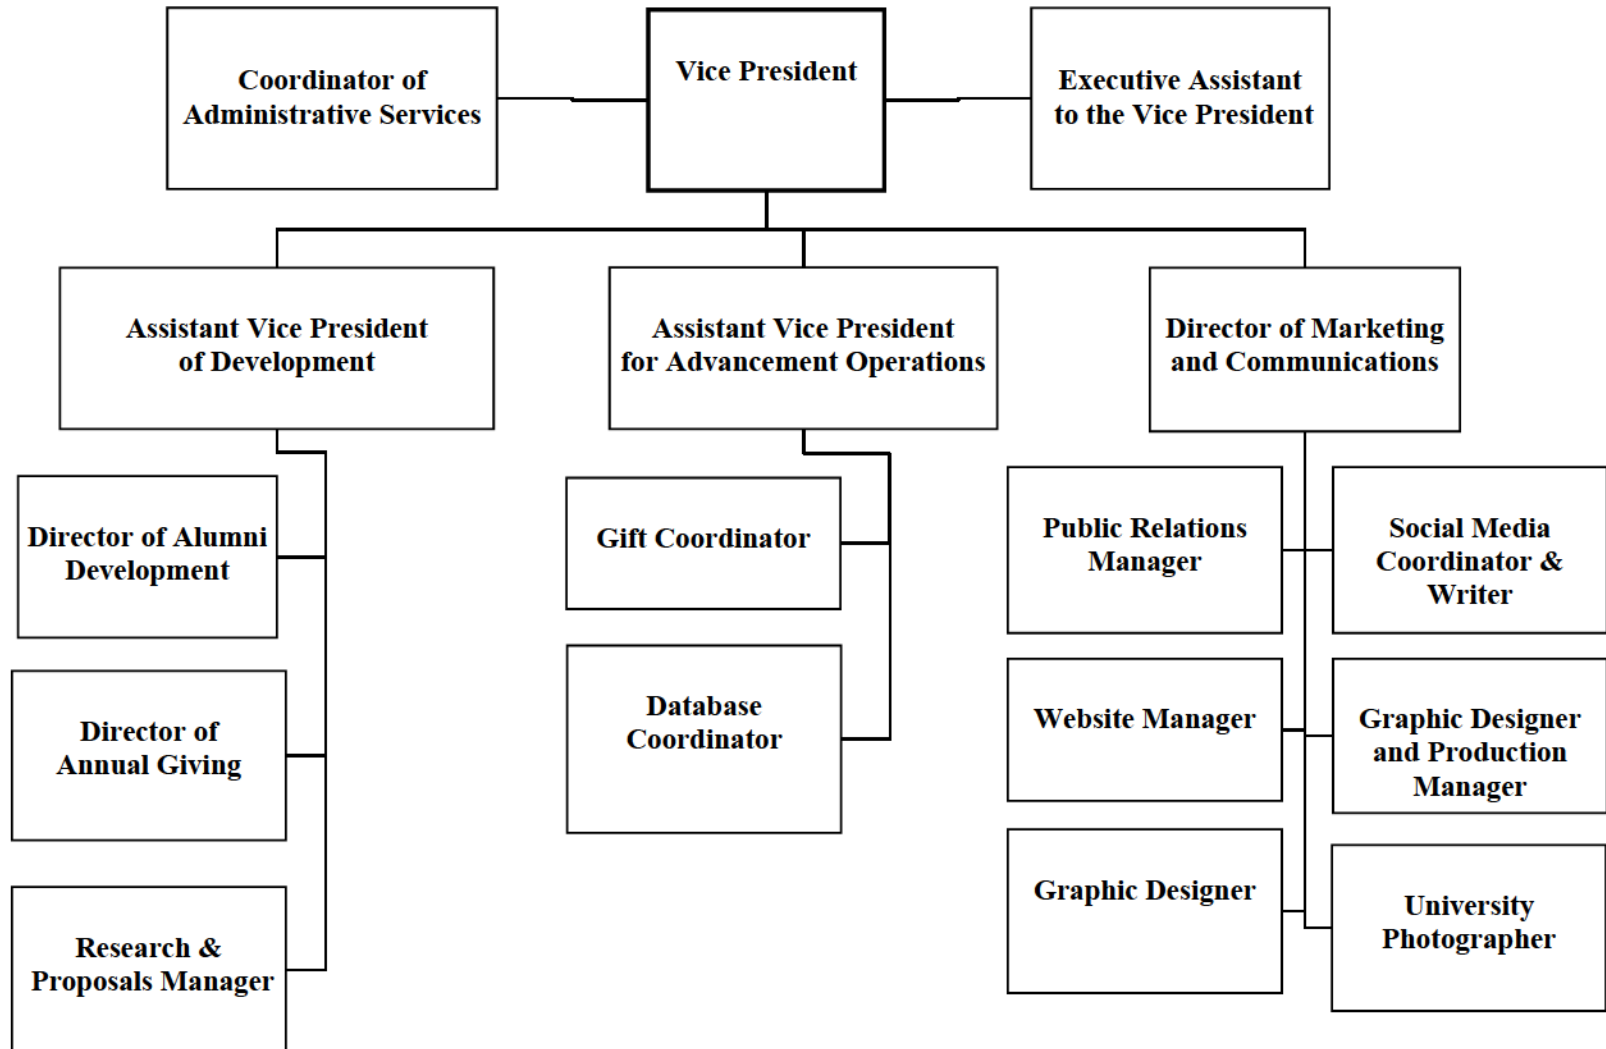 Coordinator of
Administrative Services
Vice President
Executive Assistant
to the Vice President
Assistant Vice President
of Development
Assistant Vice President
for Advancement Operations
Director of Marketing
and Communications
Director of Alumni
Development
Director of
Annual Giving
Research &
Proposals Manager
Gift Coordinator
Database
Coordinator
Public Relations
Manager
Social Media
Coordinator &
Writer
Website Manager
Graphic Designer
and Production
Manager
Graphic Designer
University
Photographer